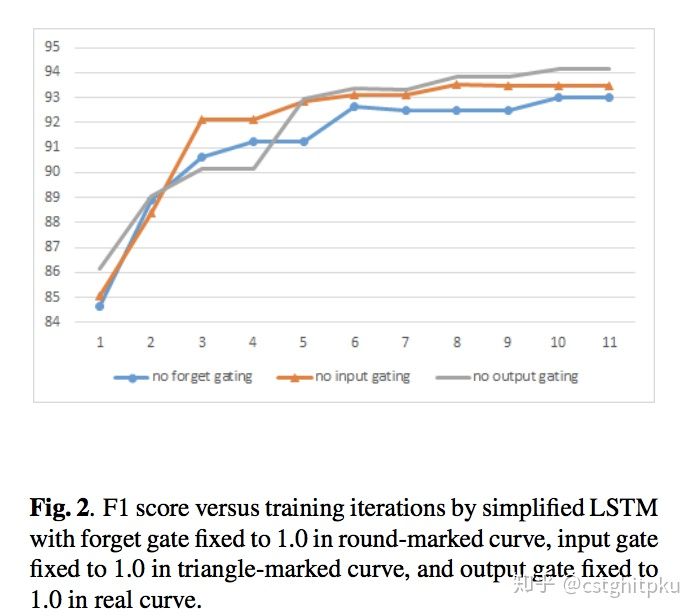 95
94
93
92
91
90
89
88
87
86
85
84
1 2 3 4 5 6 7 8 9 10 11
no forget gating no input gating no output gating
Fig. 2. F1 score versus training iterations by simplified LSTM
with forget gate fixed to 1.0 in round-marked curve, input gate
fixed to 1.0 in triangle-marked curve, and output gate fixed to
1.0 in real curve.
知乎 @cstghitpku